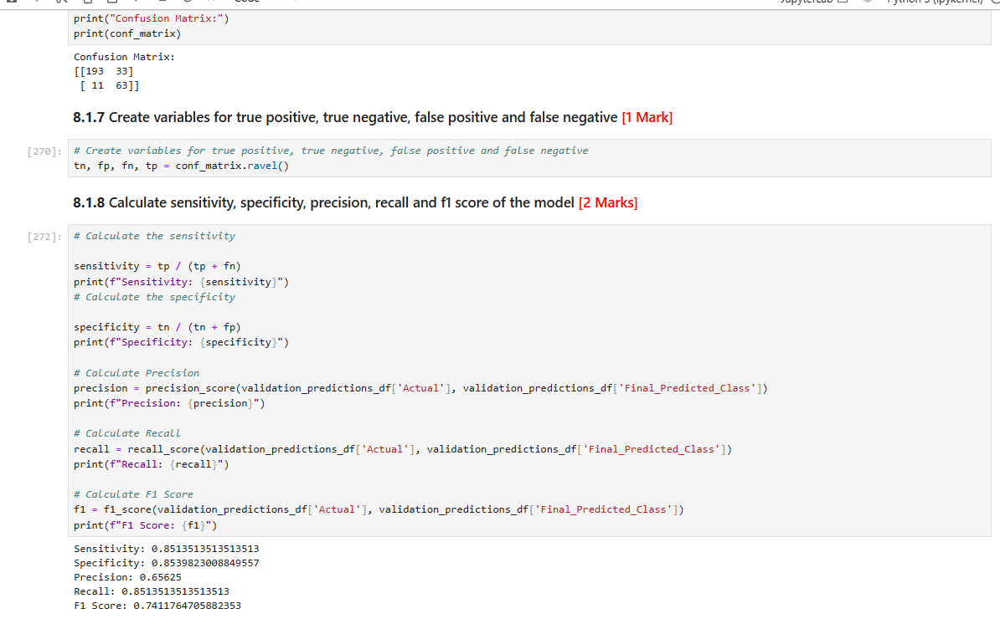 print("Confusion Matrix:")
print(conf_matrix)
Confusion Matrix:
[[193  33]
 [ 11  63]]
8.1.7 Create variables for true positive, true negative, false positive and false negative [1 Mark]
[270]:
# Create variables for true positive, true negative, false positive and false negative
tn, fp, fn, tp = conf_matrix.ravel()
8.1.8 Calculate sensitivity, specificity, precision, recall and f1 score of the model [2 Marks]
[272]:
# Calculate the sensitivity
sensitivity = tp / (tp + fn)
print(f"Sensitivity: {sensitivity}")
# Calculate the specificity
specificity = tn / (tn + fp)
print(f"Specificity: {specificity}")
# Calculate Precision
precision = precision_score(validation_predictions_df['Actual'], validation_predictions_df['Final_Predicted_Class'])
print(f"Precision: {precision}")
# Calculate Recall
recall = recall_score(validation_predictions_df['Actual'], validation_predictions_df['Final_Predicted_Class'])
print(f"Recall: {recall}")
# Calculate F1 Score
f1 = f1_score(validation_predictions_df['Actual'], validation_predictions_df['Final_Predicted_Class'])
print(f"F1 Score: {f1}")
Sensitivity: 0.8513513513513513
Specificity: 0.8539823008849557
Precision: 0.65625
Recall: 0.8513513513513513
F1 Score: 0.7411764705882353